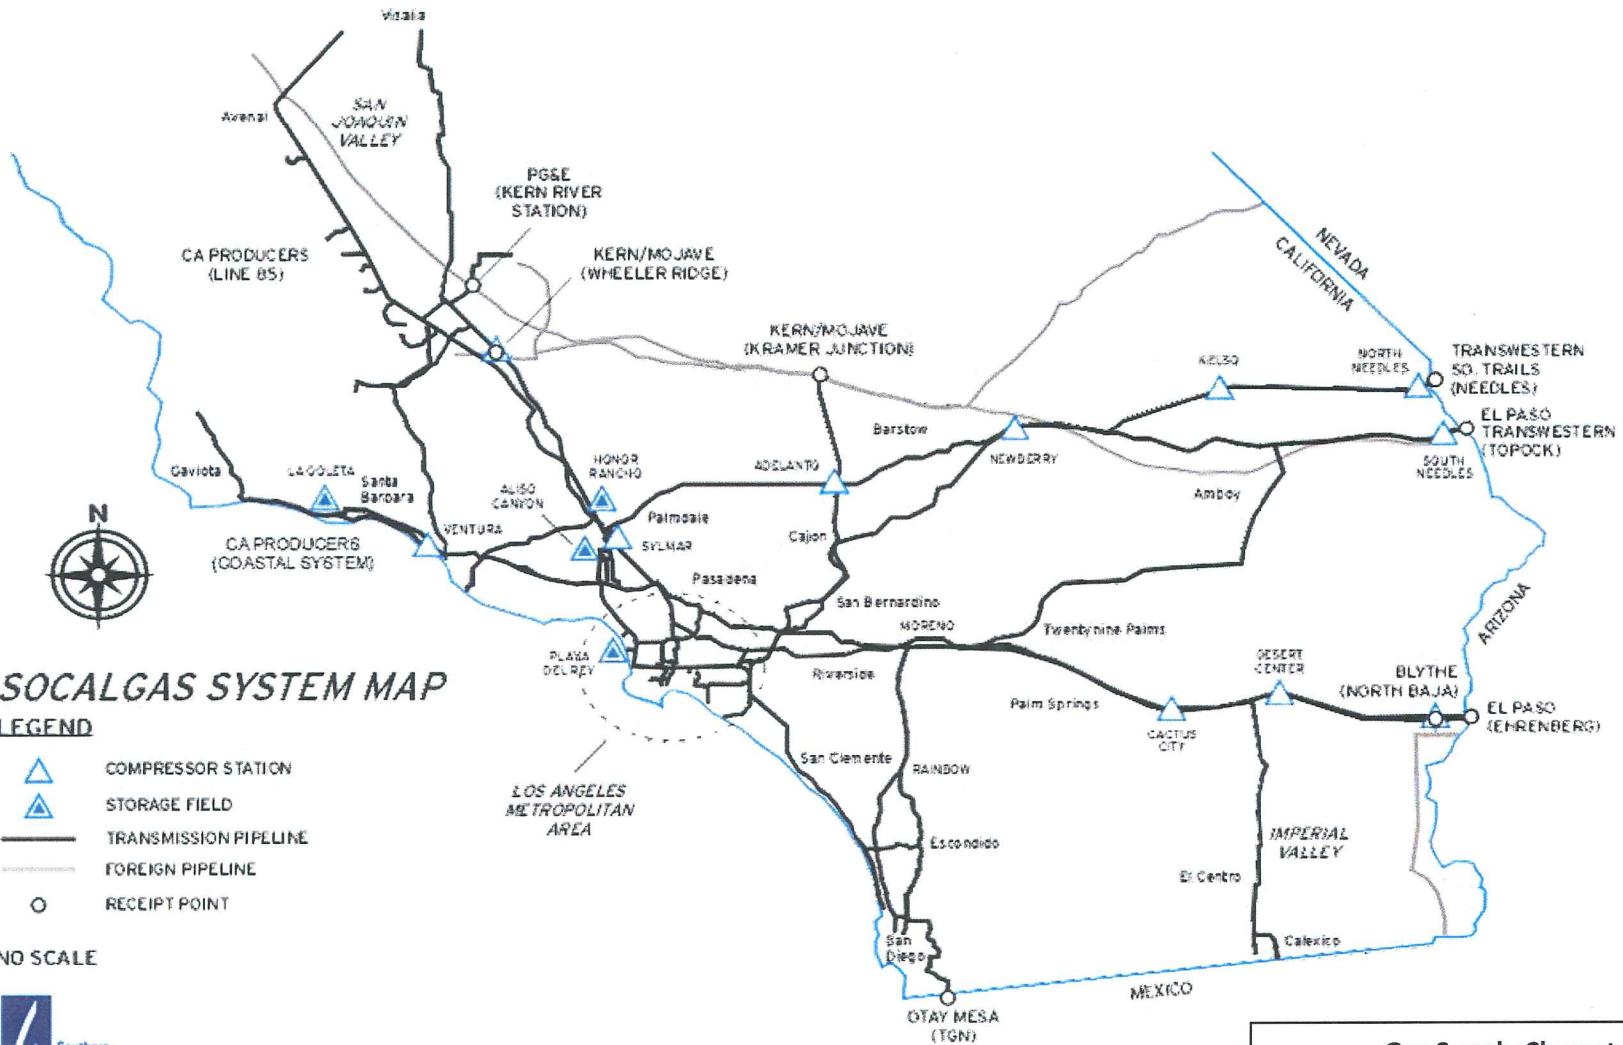 Visalia
Avenal
SAN
JOAQUIN
VALLEY
PG&E
(KERN RIVER
STATION)
CA PRODUCERS
(LINE 85)
KERN/MOJAVE
(WHEELER RIDGE)
KERN/MOJAVE
(KRAMER JUNCTION)
NEVADA
CALIFORNIA
KELSO
NORTH
NEEDLES
TRANSWESTERN
SO. TRAILS
(NEEDLES)
EL PASO
TRANSWESTERN
(TOPOCK)
SOUTH
NEEDLES
Barstow
NEWBERRY
ADELANTO
Amboy
HONOR
RANCHO
ALISO
CANYON
Gaviota
LA GOLETA
Santa
Barbara
VENTURA
CA PRODUCERS
(COASTAL SYSTEM)
Palmdale
SYLMAR
Cajon
Pasadena
San Bernardino
MORENO
Twentynine Palms
ARIZONA
N
PLAYA
DEL REY
Riverside
Palm Springs
DESERT
CENTER
BLYTHE
(NORTH BAJA)
EL PASO
(EHRENBERG)
CACTUS
CITY
SOCALGAS SYSTEM MAP
LEGEND
COMPRESSOR STATION
STORAGE FIELD
TRANSMISSION PIPELINE
FOREIGN PIPELINE
RECEIPT POINT
NO SCALE
LOS ANGELES
METROPOLITAN
AREA
San Clemente
RAINBOW
Escondido
IMPERIAL
VALLEY
El Centro
Calexico
San
Diego
MEXICO
OTAY MESA
(TGN)